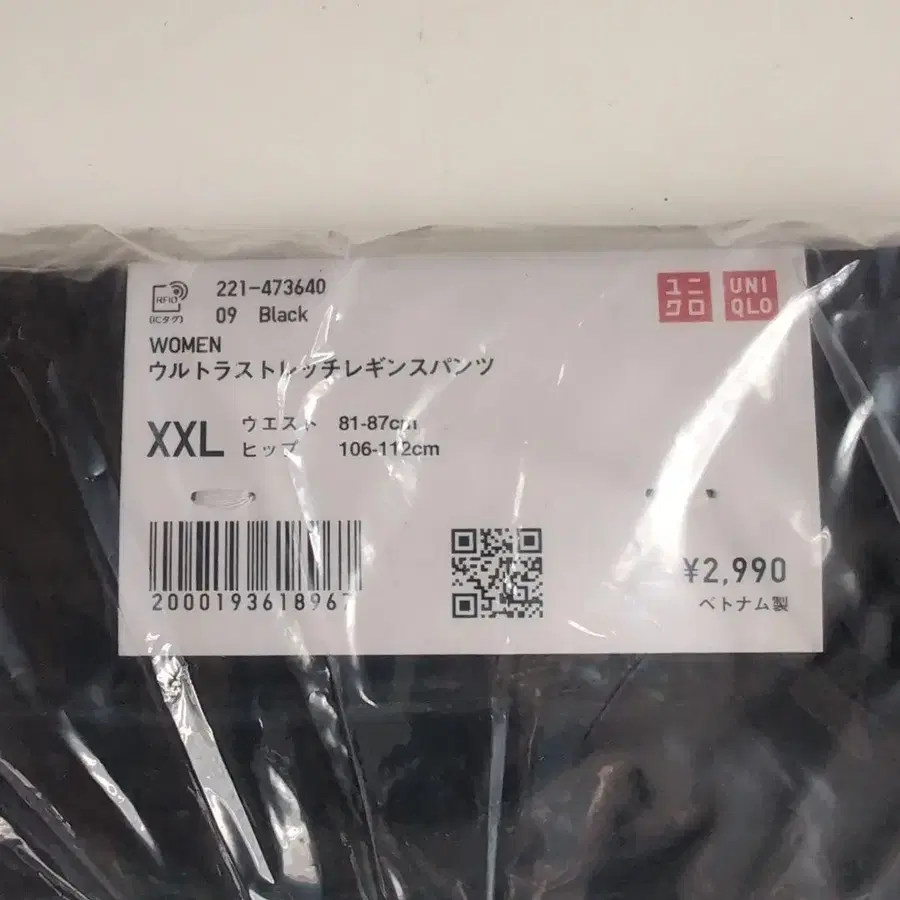 RFID
(ICタグ)
221-473640
09 Black
ユニ
クロ
UNI
QLO
WOMEN
ウルトラストレッチレギンスパンツ
XXL
ウエスト 81-87cm
ヒップ 106-112cm
2000193618967
¥2,990
ベトナム製